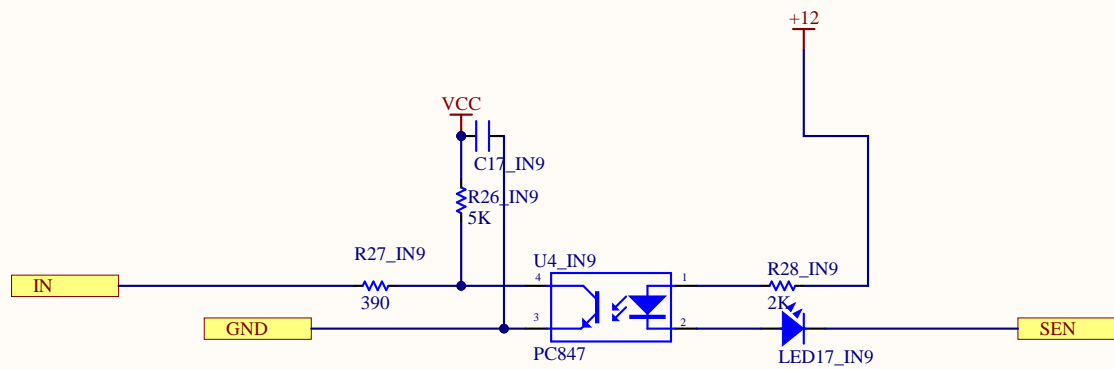 +12
VCC
C17_IN9
R26_IN9
5K
R27_IN9
U4_IN9
R28_IN9
IN
4
1
390
2K
GND
3
2
SEN
PC847
LED17_IN9